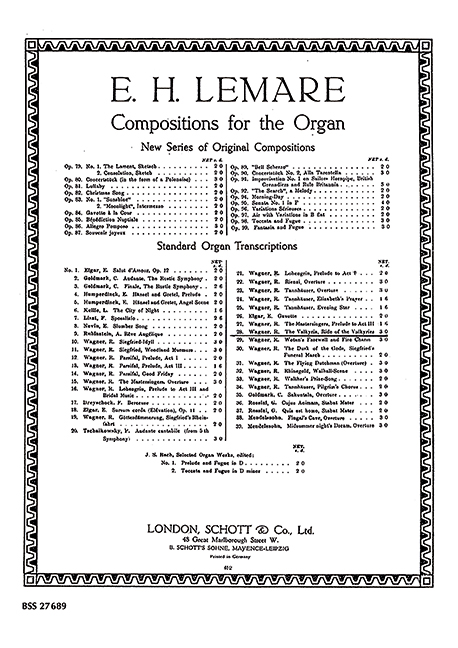 E. H. LEMARE
Compositions for the Organ
New Series of Original Compositions
NET s. d.
Op. 79. No. 1. The Lament, Sketch 2 0
2. Consolation, Sketch 2 0
Op. 80. Concertstück (in the form of a Polonaise) 3 0
Op. 81. Lullaby 2 0
Op. 82. Christmas Song 2 0
Op. 83. No. 1. "Sunshine" 2 0
2. "Moonlight", Intermezzo 2 0
Op. 84. Gavotte à la Cour 2 0
Op. 85. Bénédiction Nuptiale 2 0
Op. 86. Allegro Pomposo 3 0
Op. 87. Souvenir joyeux 2 0
NET s. d.
Op. 89. "Bell Scherzo" 2 0
Op. 90. Concertstück No. 2, Alla Tarentella 3 0
Op. 91. Improvisation No. 1 on Sailors Hornpipe, British
Grenadiers and Rule Britannia 3 0
Op. 92. "The Search", a Melody 2 0
Op. 94. Morning-Day 2 0
Op. 95. Sonata No. 1 in F 4 0
Op. 96. Variations Sérieuses 2 0
Op. 97. Air with Variations in B flat 2 0
Op. 98. Toccata and Fugue 3 0
Op. 99. Fantasia and Fugue 3 0
Standard Organ Transcriptions
NET s. d.
No. 1. Elgar, E. Salut d'Amour, Op. 12 2 0
2. Goldmark, C. Andante, The Rustic Symphony 2 0
3. Goldmark, C. Finale, The Rustic Symphony 2 6
4. Humperdinck, E. Hänsel and Gretel, Prelude 2 0
5. Humperdinck, E. Hänsel and Gretel, Angel Scene 2 0
6. Keiffe, L. The City of Night 1 6
7. Liszt, F. Sposalizio 2 6
8. Nevin, E. Slumber Song 2 0
9. Rubinstein, A. Rêve Angélique 2 0
10. Wagner, R. Siegfried-Idyll 3 0
11. Wagner, R. Siegfried, Woodland Murmurs 3 0
12. Wagner, R. Parsifal, Prelude, Act I 2 0
13. Wagner, R. Parsifal, Prelude, Act III 1 6
14. Wagner, R. Parsifal, Good Friday 2 0
15. Wagner, R. The Mastersingers, Overture 3 0
16. Wagner, R. Lohengrin, Prelude to Act III and
Bridal Music 2 0
17. Dreyschock, F. Berceuse 2 0
18. Elgar, E. Sursum corda (Elévation), Op. 11 2 0
19. Wagner, R. Götterdämmerung, Siegfried's Rhein-
fahrt 2 0
20. Tschaikowsky, P. Andante cantabile (from 5th
Symphony) 3 0
NET s. d.
21. Wagner, R. Lohengrin, Prelude to Act 2 0
22. Wagner, R. Rienzi, Overture 3 0
23. Wagner, R. Tannhäuser, Overture 3 0
24. Wagner, R. Tannhäuser, Elizabeth's Prayer 1 6
25. Wagner, R. Tannhäuser, Evening Star 1 6
26. Elgar, E. Gavotte 2 0
27. Wagner, R. The Mastersingers, Prelude to Act III 1 6
28. Wagner, R. The Valkyrie, Ride of the Valkyries 3 0
29. Wagner, R. Wotan's Farewell and Fire Charm 3 0
30. Wagner, R. The Dusk of the Gods, Siegfried's
Funeral March 2 0
31. Wagner, R. The Flying Dutchman (Overture) 3 0
32. Wagner, R. Rhinegold, Walhall-Scene 3 0
33. Wagner, R. Walther's Prize-Song 2 0
34. Wagner, R. Tannhäuser, Pilgrim's Chorus 2 0
35. Goldmark, C. Sakuntala, Overture 3 0
36. Rossini, G. Cujus Animam, Stabat Mater 2 0
37. Rossini, G. Quis est homo, Stabat Mater 2 0
38. Mendelssohn. Fingal's Cave, Overture 3 0
39. Mendelssohn. Midsummer night's Dream, Overture 3 0
J. S. Bach, Selected Organ Works, edited:
NET s. d.
No. 1. Prelude and Fugue in D 2 0
2. Toccata and Fugue in D minor 2 0
LONDON, SCHOTT & Co., Ltd.
48 Great Marlborough Street W.
B. SCHOTT'S SÖHNE, MAYENCE-LEIPZIG
Printed in Germany
BSS 27689